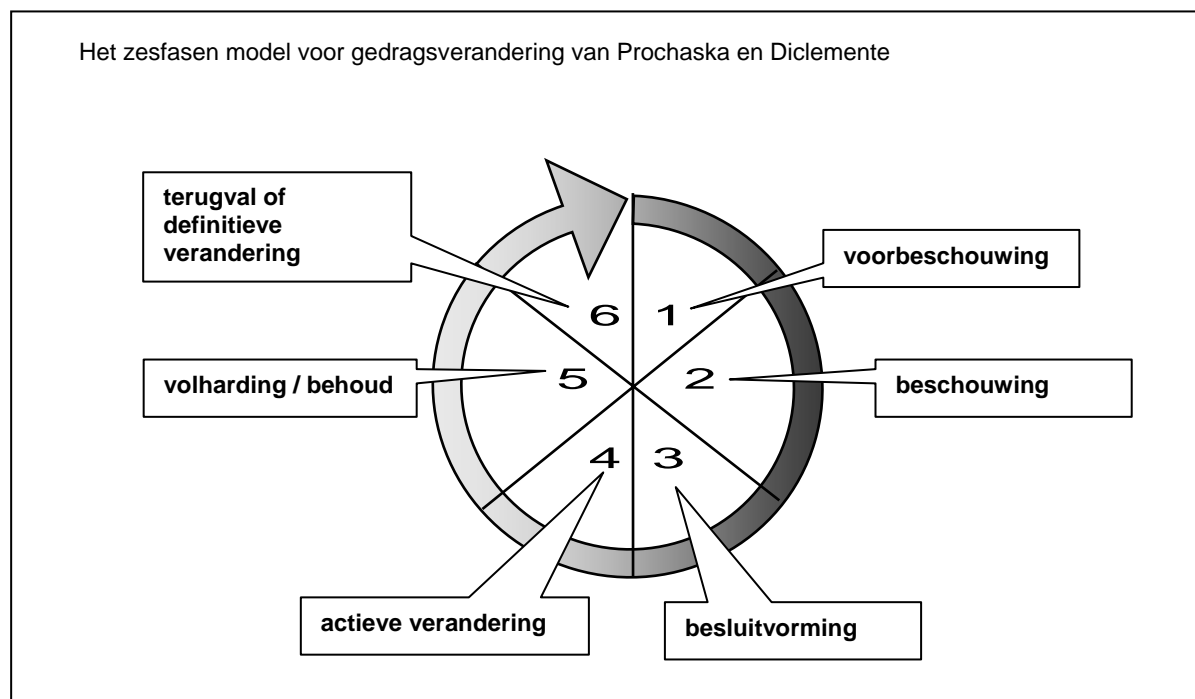 Het zesfasen model voor gedragsverandering van Prochaska en Diclemente
terugval of
definitieve
verandering
voorbeschouwing
6
1
volharding / behoud
5
2
beschouwing
4
3
actieve verandering
besluitvorming